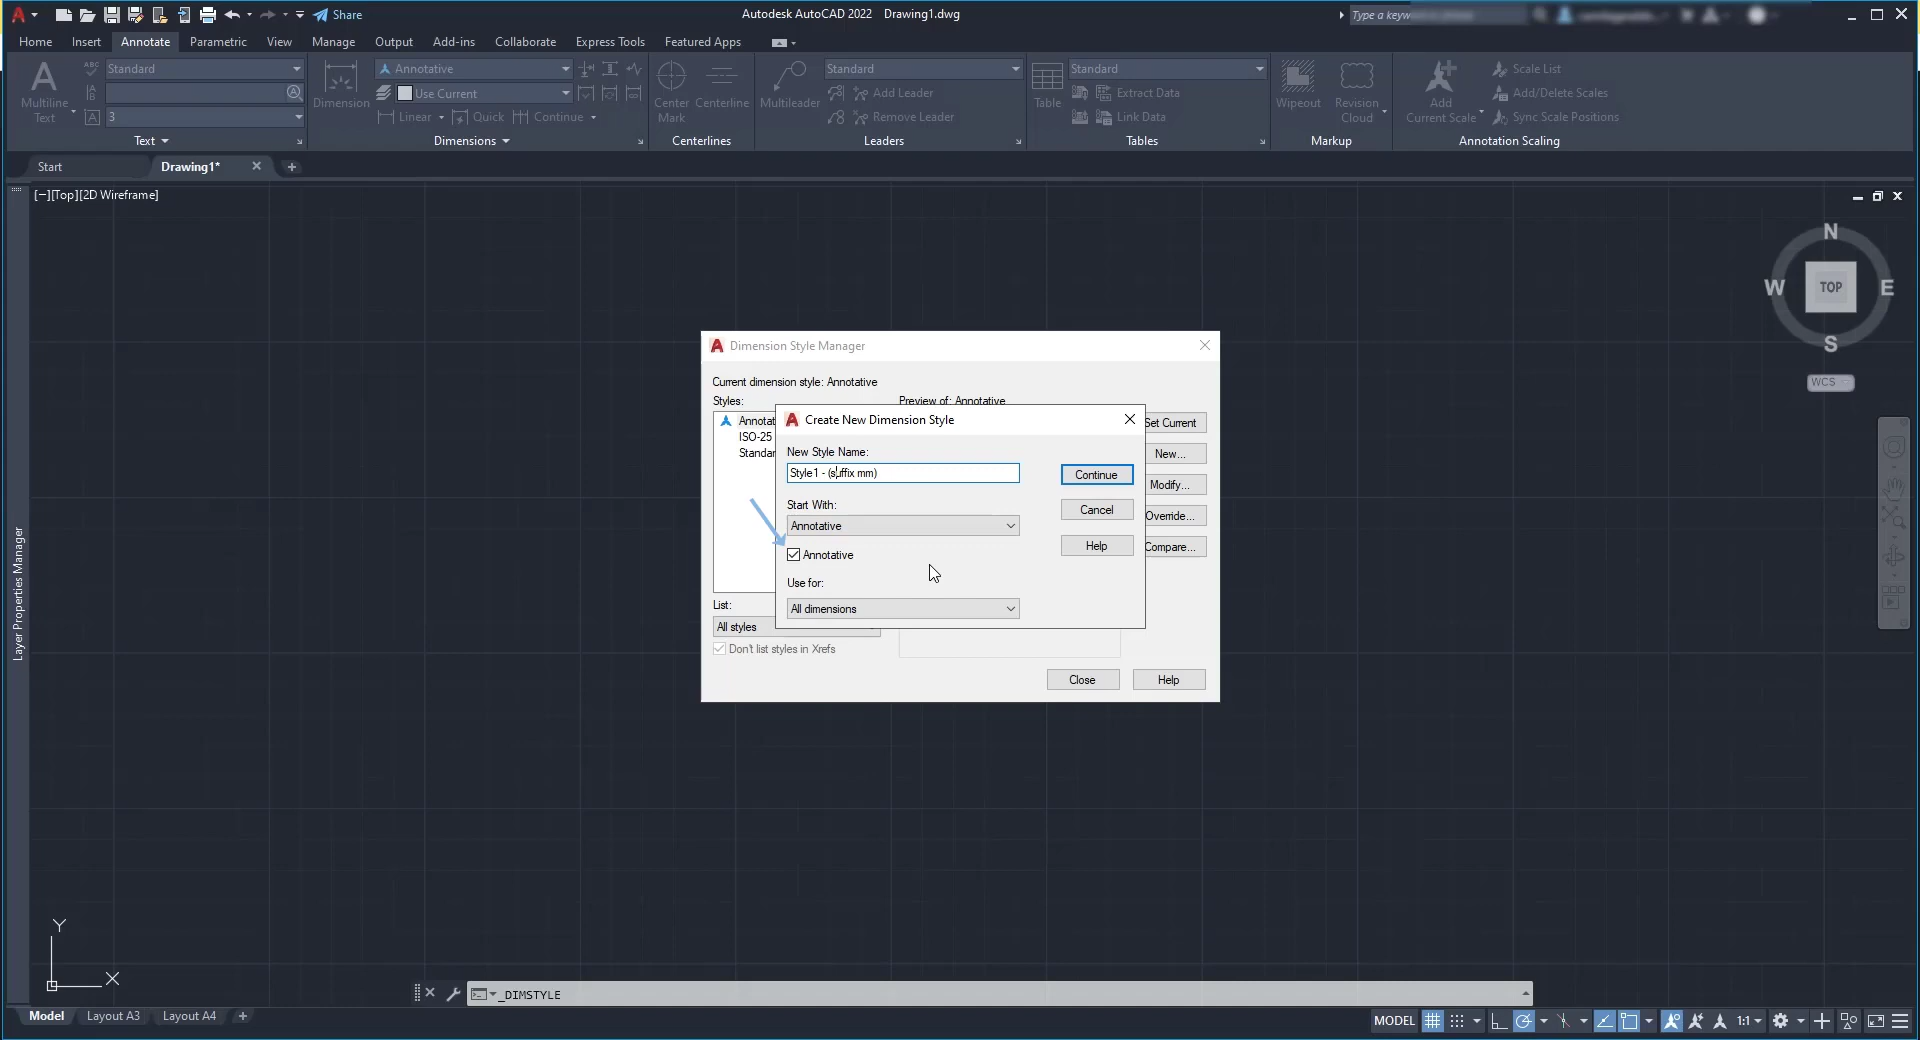 Share
Autodesk AutoCAD 2022 Drawing1.dwg
Type a keyw
Home Insert Annotate Parametric View Manage Output Add-ins Collaborate Express Tools Featured Apps
Multiline Text
ABC
Standard
3
Text
Dimension
Annotative
Use Current
Linear Quick Continue
Dimensions
Center Mark
Centerline
Centerlines
Multileader
Standard
Add Leader
Remove Leader
Leaders
Table
Standard
Extract Data
Link Data
Tables
Wipeout
Revision Cloud
Markup
Add Current Scale
Scale List
Add/Delete Scales
Sync Scale Positions
Annotation Scaling
Start Drawing1*
[−][Top][2D Wireframe]
N
W TOP E
S
WCS
Layer Properties Manager
Dimension Style Manager
Current dimension style: Annotative
Styles: Preview of: Annotative
Annotat
ISO-25
Standar
Set Current
New...
Modify...
Override...
Compare...
Create New Dimension Style
New Style Name:
Style1 - (suffix mm)
Continue
Start With:
Annotative
Cancel
Annotative
Help
Use for:
All dimensions
List:
All styles
Don't list styles in Xrefs
Close Help
Y
X
_DIMSTYLE
Model Layout A3 Layout A4
MODEL 1:1